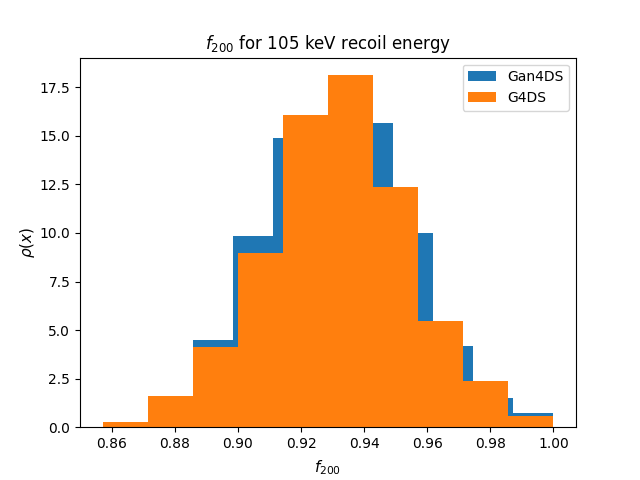 f₂₀₀ for 105 keV recoil energy
Gan4DS
G4DS
17.5
15.0
12.5
10.0
7.5
5.0
2.5
0.0
ρ(x)
0.86 0.88 0.90 0.92 0.94 0.96 0.98 1.00
f₂₀₀